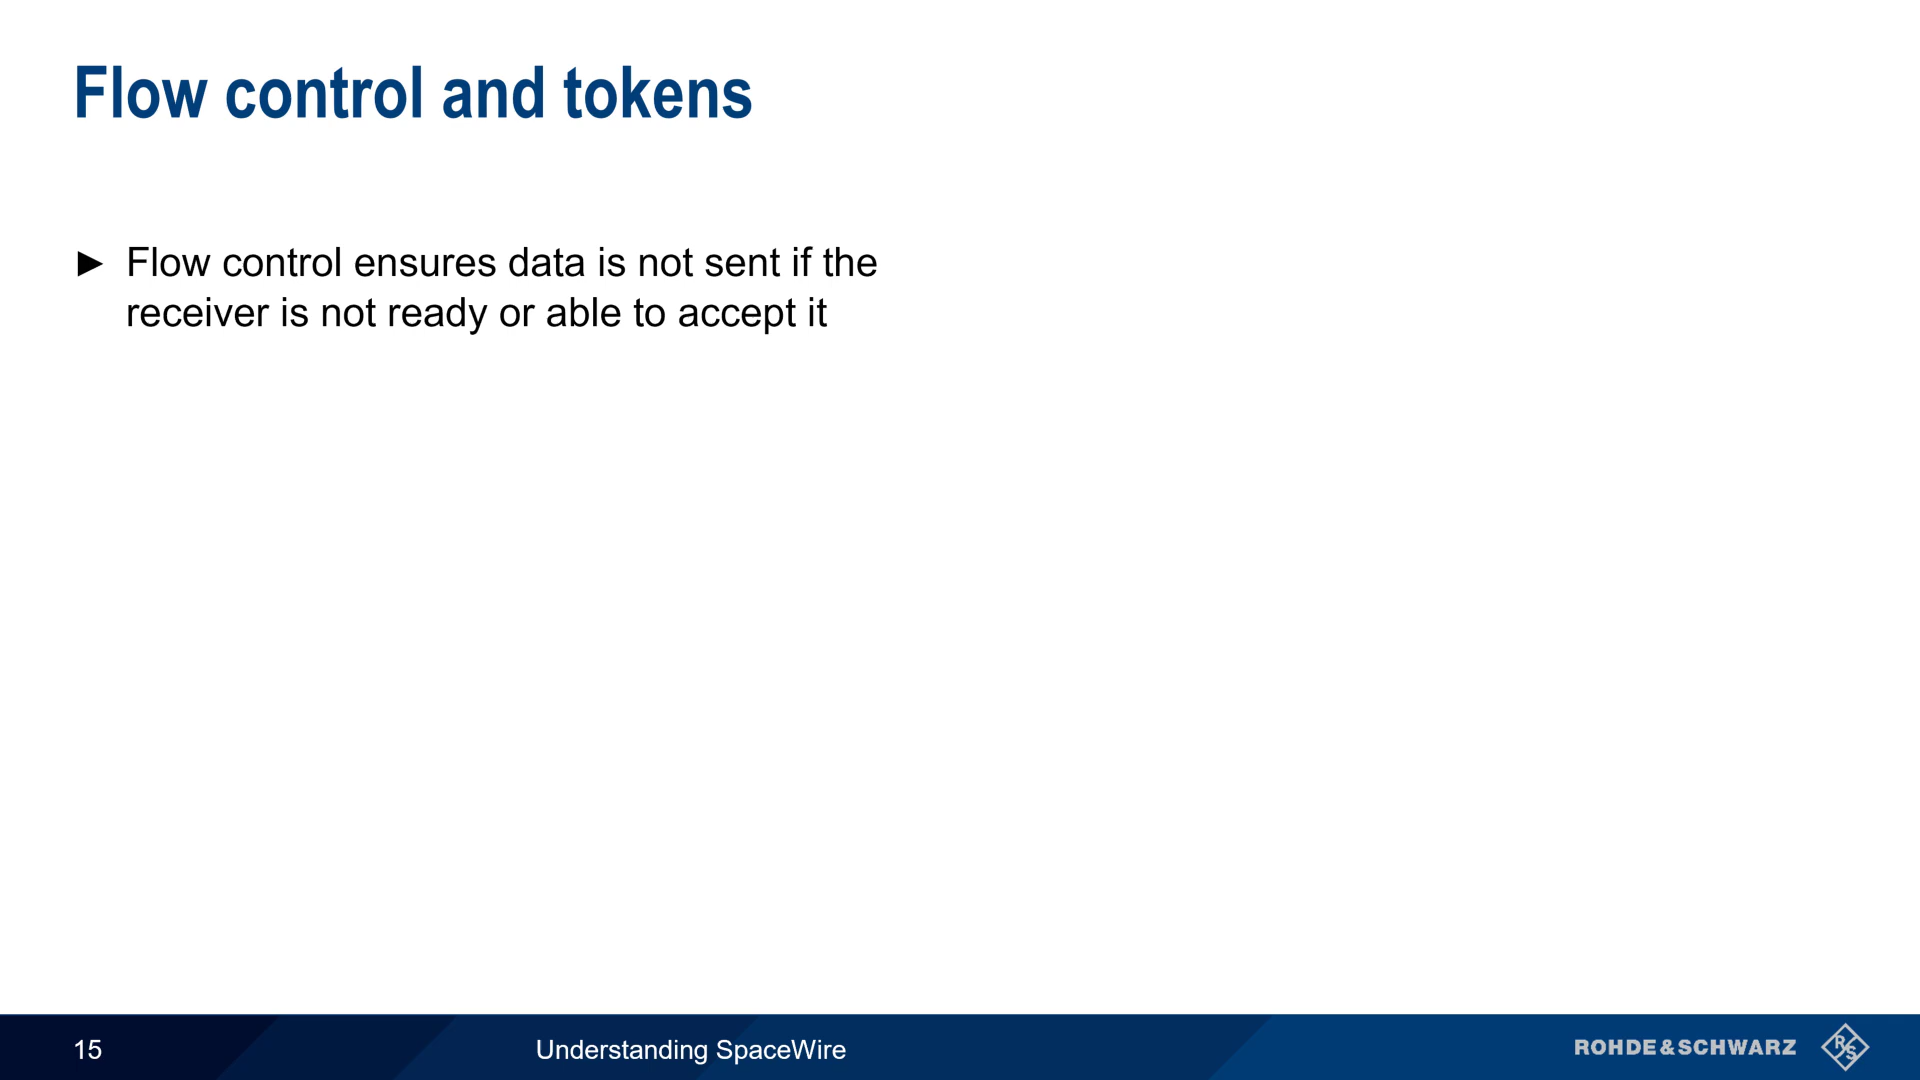 Flow control and tokens
► Flow control ensures data is not sent if the
receiver is not ready or able to accept it
15
Understanding SpaceWire
ROHDE&SCHWARZ
R&S